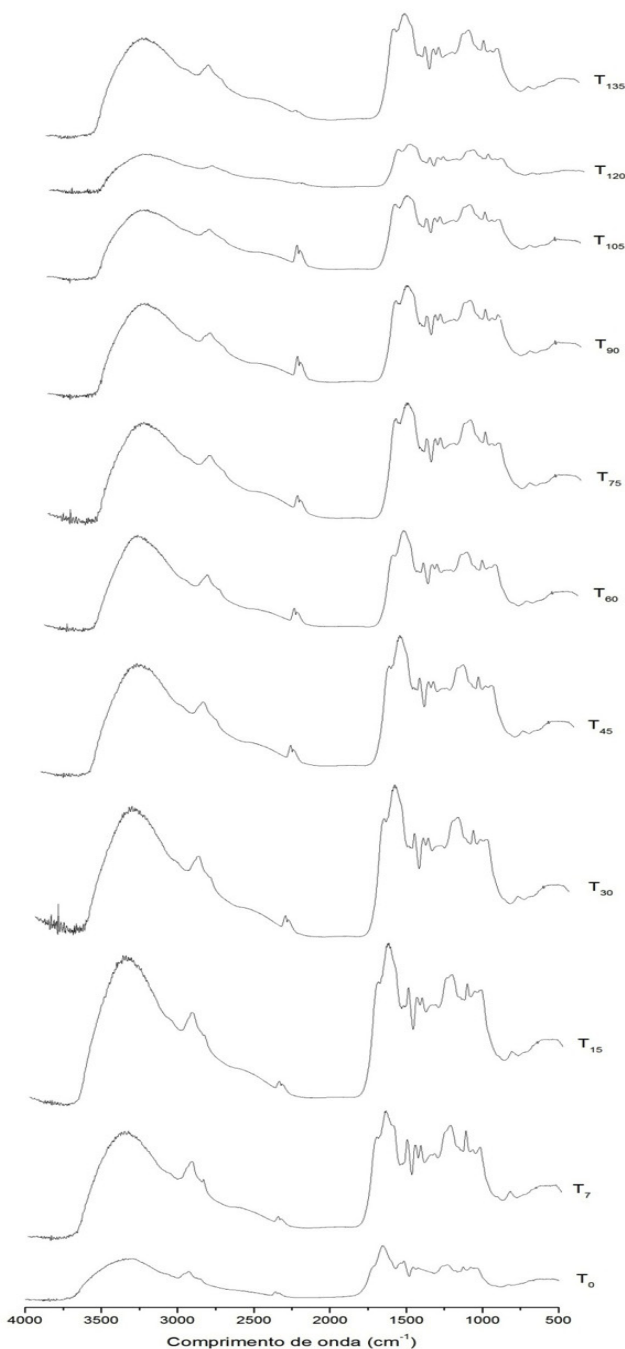 T₁₃₅
T₁₂₀
T₁₀₅
T₉₀
T₇₅
T₆₀
T₄₅
T₃₀
T₁₅
T₇
T₀
4000 3500 3000 2500 2000 1500 1000 500
Comprimento de onda (cm⁻¹)